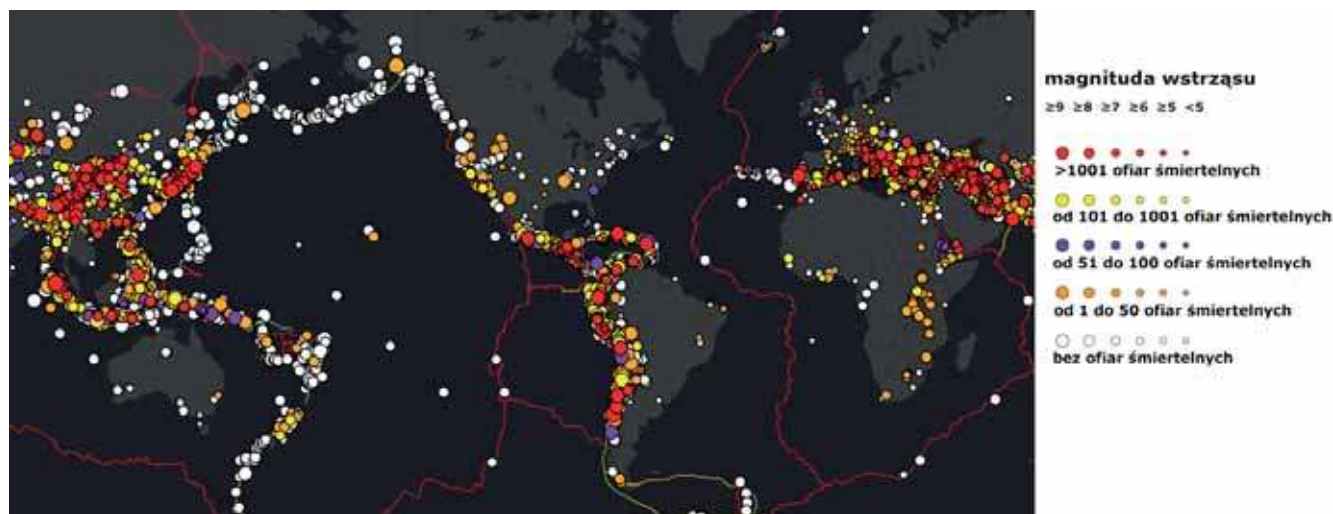 magnituda wstrząsu
≥9 ≥8 ≥7 ≥6 ≥5 <5
>1001 ofiar śmiertelnych
od 101 do 1001 ofiar śmiertelnych
od 51 do 100 ofiar śmiertelnych
od 1 do 50 ofiar śmiertelnych
bez ofiar śmiertelnych